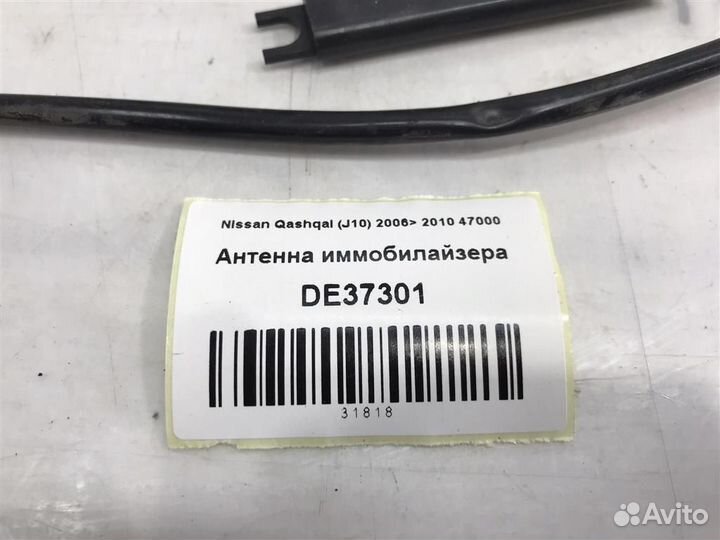 Nissan Qashqai (J10) 2006> 2010 47000
Антенна иммобилайзера
DE37301
31818
Avito